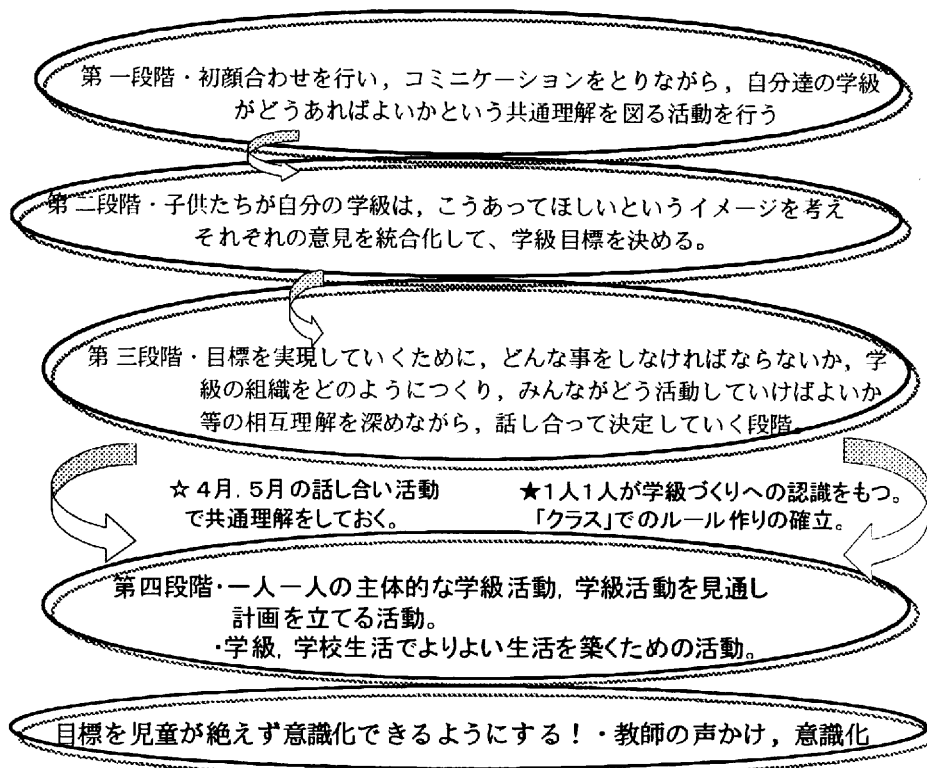 第一段階・初顔合わせを行い，コミニケーションをとりながら，自分達の学級
がどうあればよいかという共通理解を図る活動を行う
第二段階・子供たちが自分の学級は，こうあってほしいというイメージを考え
それぞれの意見を統合化して、学級目標を決める。
第三段階・目標を実現していくために，どんな事をしなければならないか，学
級の組織をどのようにつくり，みんながどう活動していけばよいか
等の相互理解を深めながら，話し合って決定していく段階。
☆４月，５月の話し合い活動
で共通理解をしておく。
★１人１人が学級づくりへの認識をもつ。
「クラス」でのルール作りの確立。
第四段階・一人一人の主体的な学級活動，学級活動を見通し
計画を立てる活動。
・学級，学校生活でよりよい生活を築くための活動。
目標を児童が絶えず意識化できるようにする！・教師の声かけ，意識化